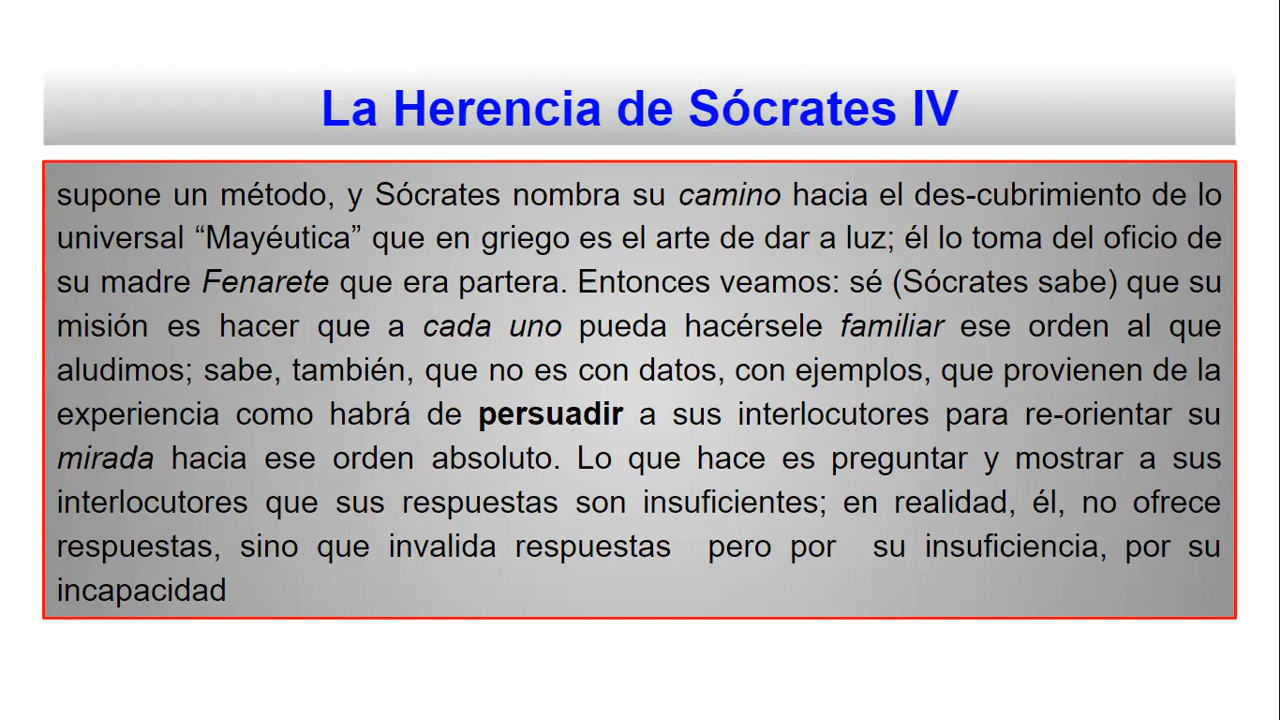 La Herencia de Sócrates IV
supone un método, y Sócrates nombra su camino hacia el des-cubrimiento de lo
universal “Mayéutica” que en griego es el arte de dar a luz; él lo toma del oficio de
su madre Fenarete que era partera. Entonces veamos: sé (Sócrates sabe) que su
misión es hacer que a cada uno pueda hacérsele familiar ese orden al que
aludimos; sabe, también, que no es con datos, con ejemplos, que provienen de la
experiencia como habrá de persuadir a sus interlocutores para re-orientar su
mirada hacia ese orden absoluto. Lo que hace es preguntar y mostrar a sus
interlocutores que sus respuestas son insuficientes; en realidad, él, no ofrece
respuestas, sino que invalida respuestas pero por su insuficiencia, por su
incapacidad